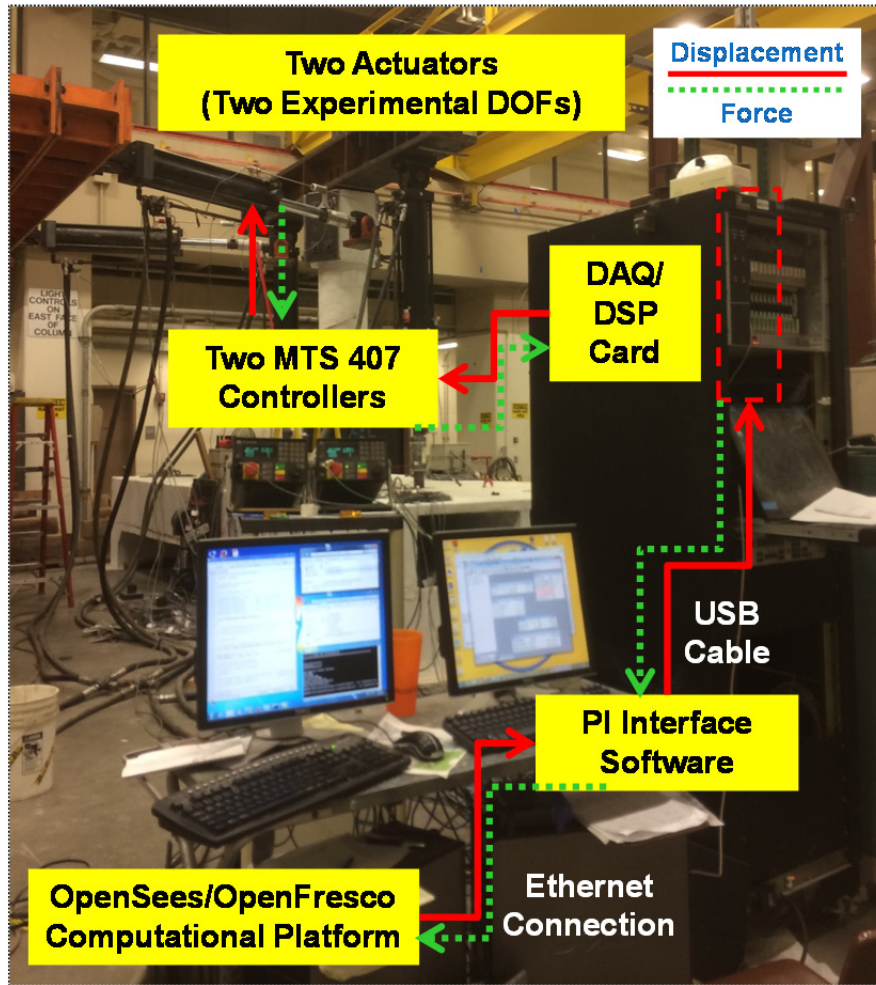 Two Actuators
(Two Experimental DOFs)
Displacement
Force
DAQ/
DSP
Card
LIGHT
CONTROLS
ON
EAST FACE
OF
COLUMN
Two MTS 407
Controllers
USB
Cable
PI Interface
Software
OpenSees/OpenFresco
Computational Platform
Ethernet
Connection